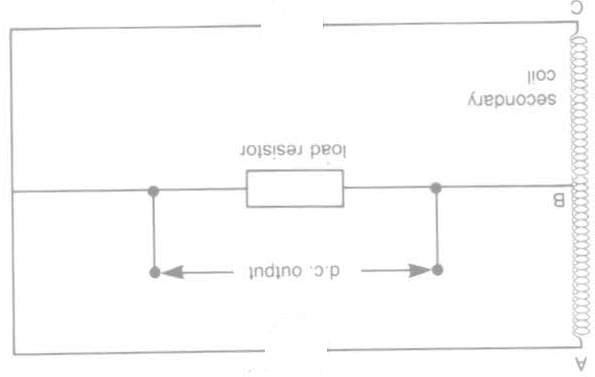 A
d.c. output
B
load resistor
secondary
coil
C